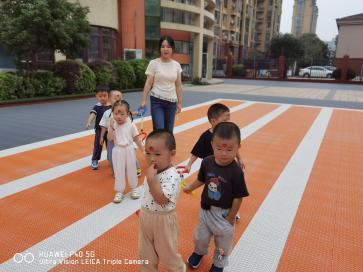 HUAWEI P40 5G
Ultra Vision LEICA Triple Camera